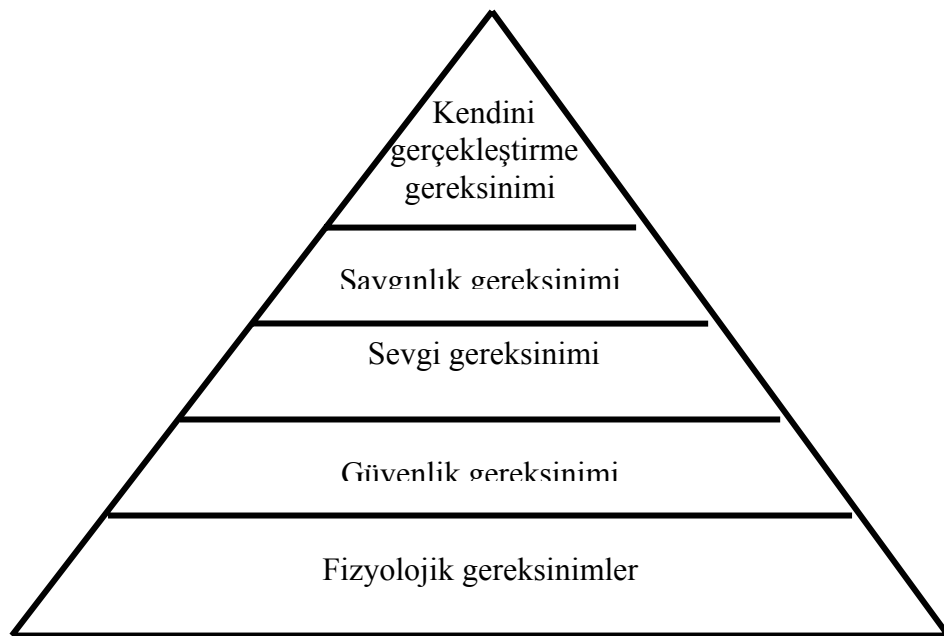 Kendini
gerçekleştirme
gereksinimi
Saygınlık gereksinimi
Sevgi gereksinimi
Güvenlik gereksinimi
Fizyolojik gereksinimler